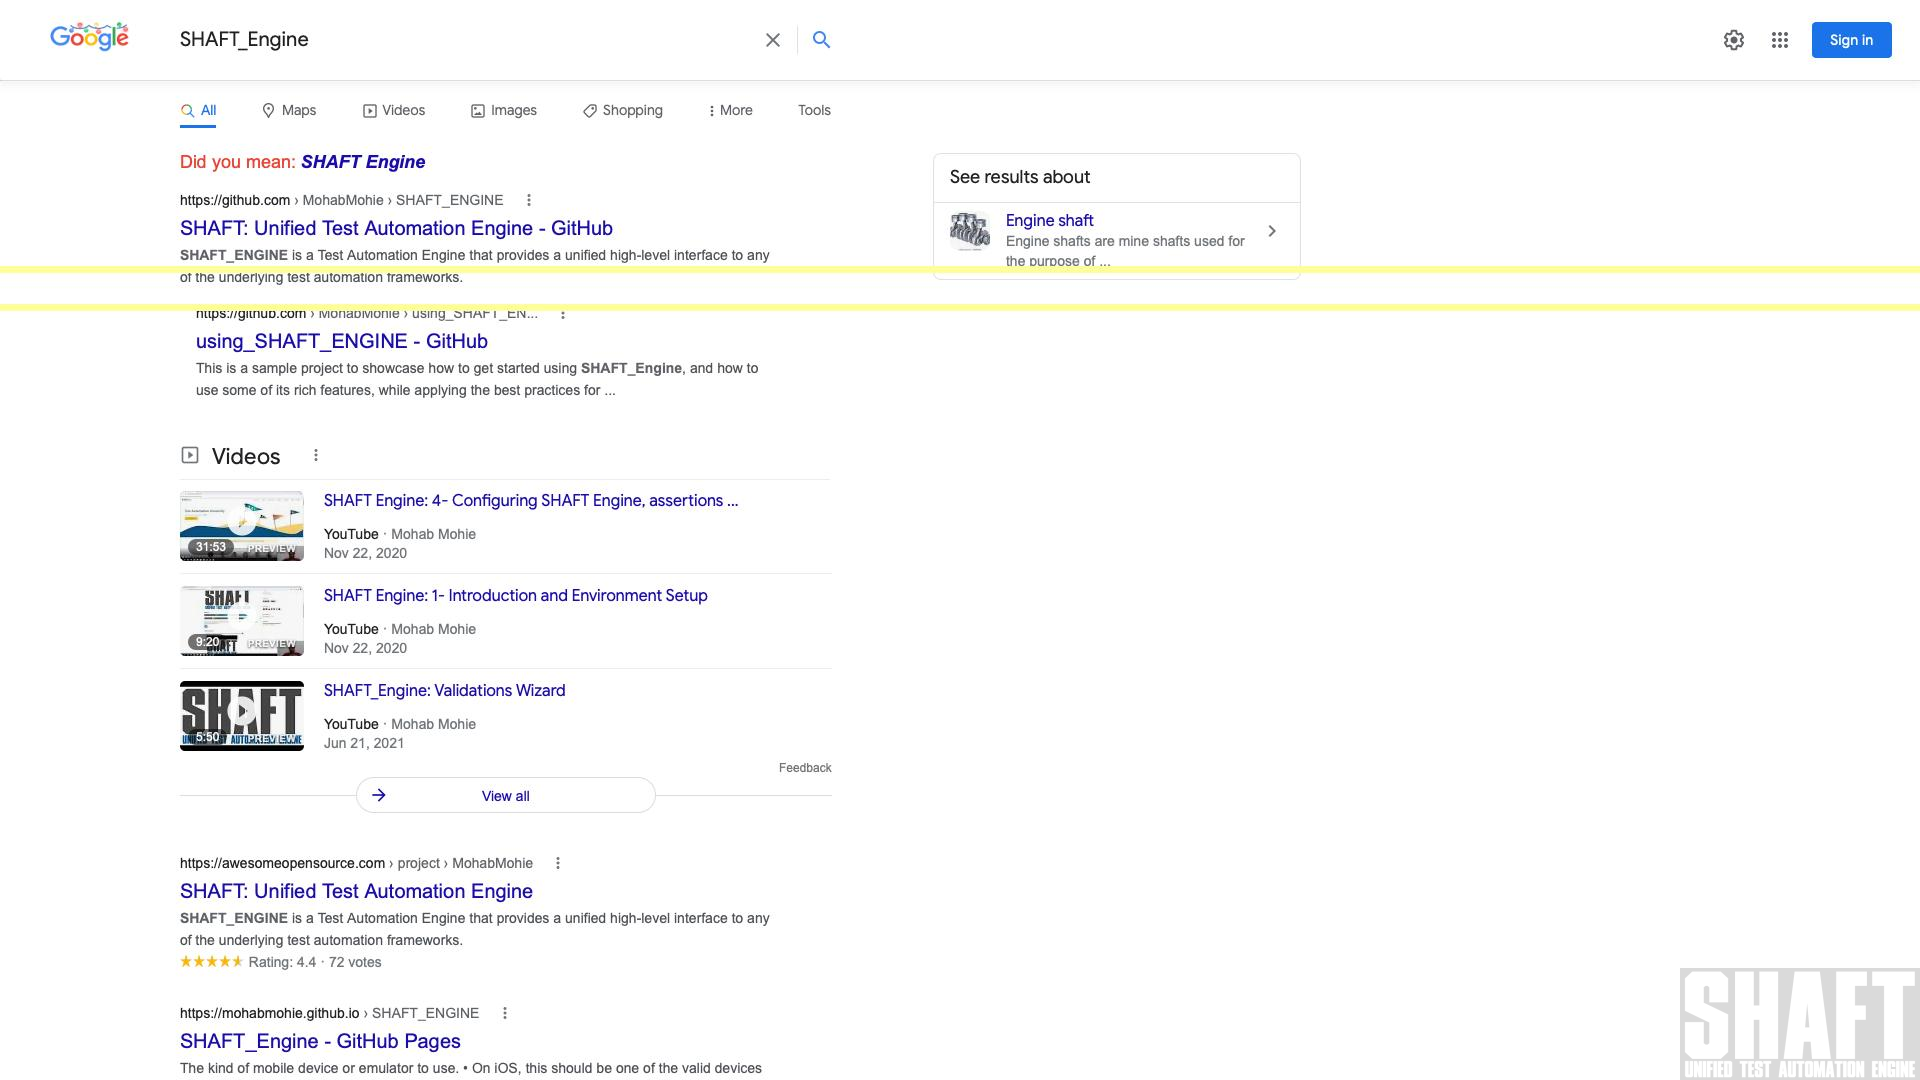 Google
SHAFT_Engine
Sign in
All
Maps
Videos
Images
Shopping
More
Tools
Did you mean: SHAFT Engine
https://github.com › MohabMohie › SHAFT_ENGINE
SHAFT: Unified Test Automation Engine - GitHub
SHAFT_ENGINE is a Test Automation Engine that provides a unified high-level interface to any
of the underlying test automation frameworks.
See results about
Engine shaft
Engine shafts are mine shafts used for
the purpose of ...
https://github.com › MohabMohie › using_SHAFT_EN...
using_SHAFT_ENGINE - GitHub
This is a sample project to showcase how to get started using SHAFT_Engine, and how to
use some of its rich features, while applying the best practices for ...
Videos
31:53
PREVIEW
SHAFT Engine: 4- Configuring SHAFT Engine, assertions ...
YouTube · Mohab Mohie
Nov 22, 2020
SHAFT
9:20
PREVIEW
SHAFT Engine: 1- Introduction and Environment Setup
YouTube · Mohab Mohie
Nov 22, 2020
SHAFT
5:50
PREVIEW
UNIFIED TEST AUTOMATION ENGINE
SHAFT_Engine: Validations Wizard
YouTube · Mohab Mohie
Jun 21, 2021
Feedback
View all
https://awesomeopensource.com › project › MohabMohie
SHAFT: Unified Test Automation Engine
SHAFT_ENGINE is a Test Automation Engine that provides a unified high-level interface to any
of the underlying test automation frameworks.
Rating: 4.4 · 72 votes
https://mohabmohie.github.io › SHAFT_ENGINE
SHAFT_Engine - GitHub Pages
The kind of mobile device or emulator to use. • On iOS, this should be one of the valid devices
SHAFT
UNIFIED TEST AUTOMATION ENGINE